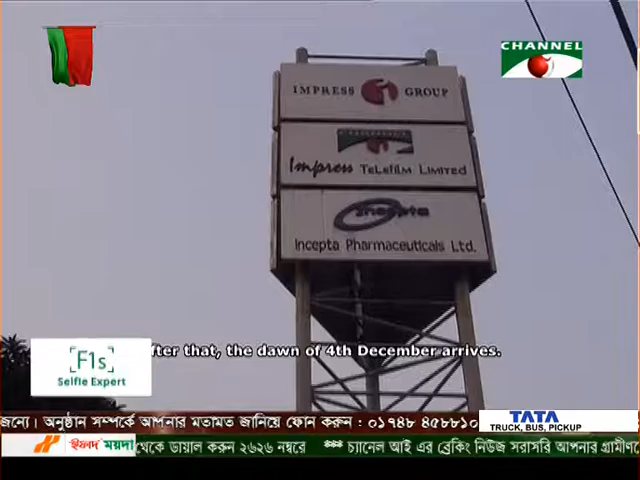 CHANNEL
IMPRESS GROUP
Impress TELEFILM LIMITED
Incepta
INCEPTA PHARMACEUTICALS LTD.
fter that, the dawn of 4th December arrives.
F1s
Selfie Expert
জন্যে। অনুষ্ঠান সম্পর্কে আপনার মতামত জানিয়ে ফোন করুন : ০১৭৪৮ ৪৫৮৮১০
TATA
TRUCK, BUS, PICKUP
ইফাদ ময়দা থেকে ডায়াল করুন ২৬২৬ নম্বরে *** চ্যানেল আই এর ব্রেকিং নিউজ সরাসরি আপনার গ্রামীণ